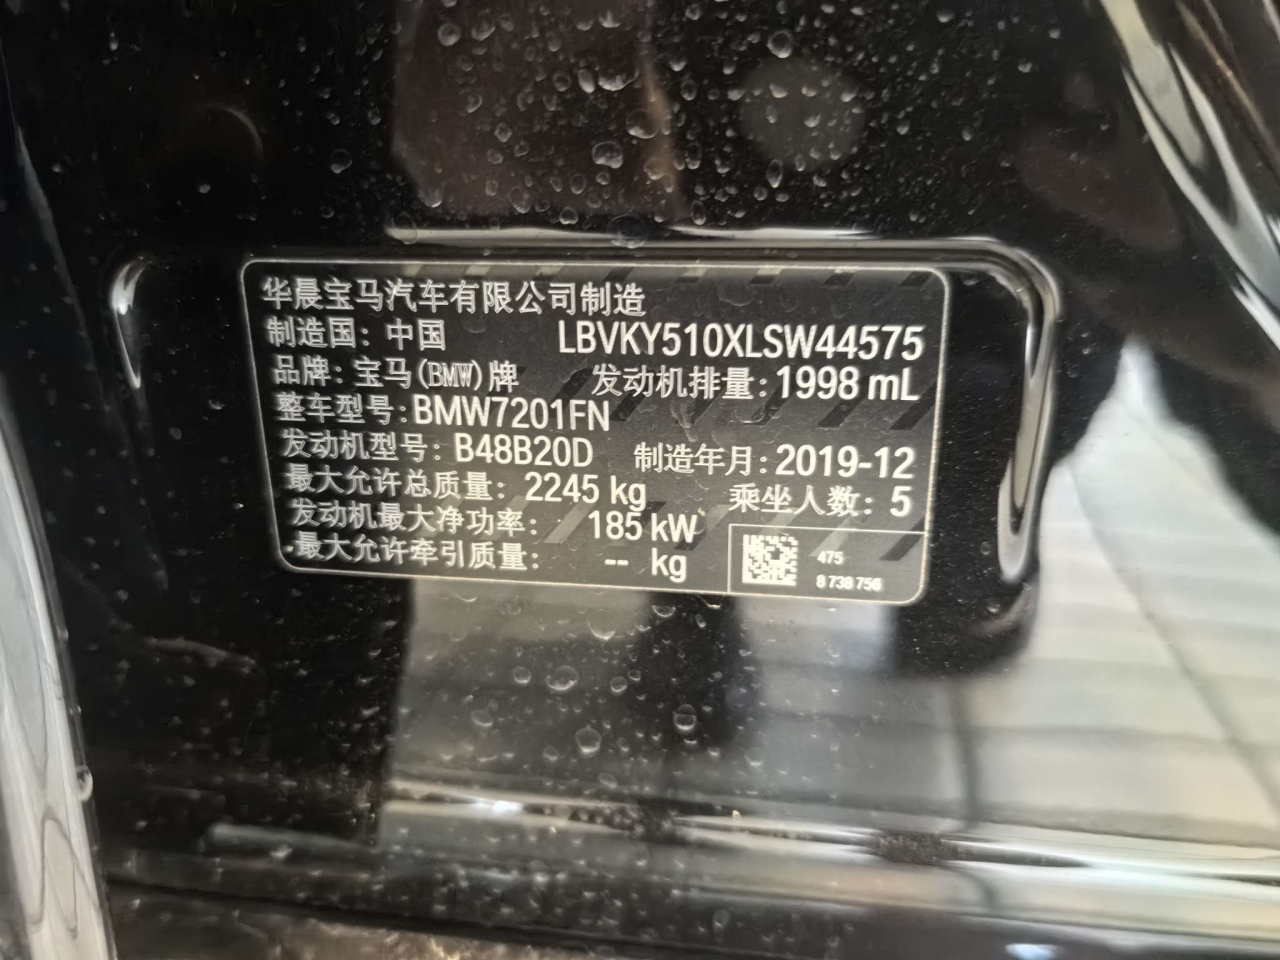 华晨宝马汽车有限公司制造
制造国：中国 LBVKY510XLSW44575
品牌：宝马(BMW)牌 发动机排量：1998 mL
整车型号：BMW7201FN
发动机型号：B48B20D 制造年月：2019-12
最大允许总质量：2245 kg 乘坐人数：5
发动机最大净功率：185 kW
最大允许牵引质量：-- kg
475
8 738 756